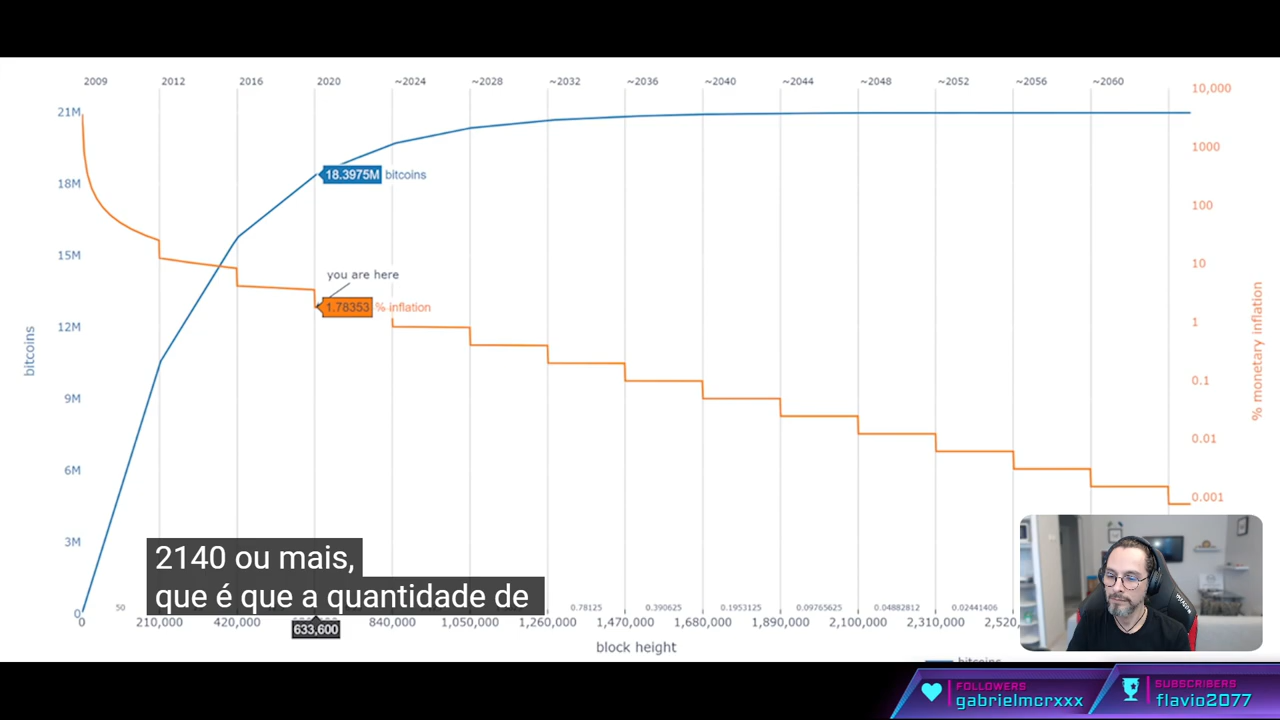 2009 2012 2016 2020 ~2024 ~2028 ~2032 ~2036 ~2040 ~2044 ~2048 ~2052 ~2056 ~2060
10,000
21M
1000
18.3975M bitcoins
18M
100
15M
10
you are here
1.78353 % inflation
12M
1
bitcoins
% monetary inflation
0.1
9M
0.01
6M
0.001
3M
2140 ou mais,
que é que a quantidade de
50 0.78125 0.390625 0.1953125 0.09765625 0.04882812 0.02441406
0
0 210,000 420,000 633,600 840,000 1,050,000 1,260,000 1,470,000 1,680,000 1,890,000 2,100,000 2,310,000
block height
FOLLOWERS
gabrielmcrxxx
SUBSCRIBERS
flavio2077